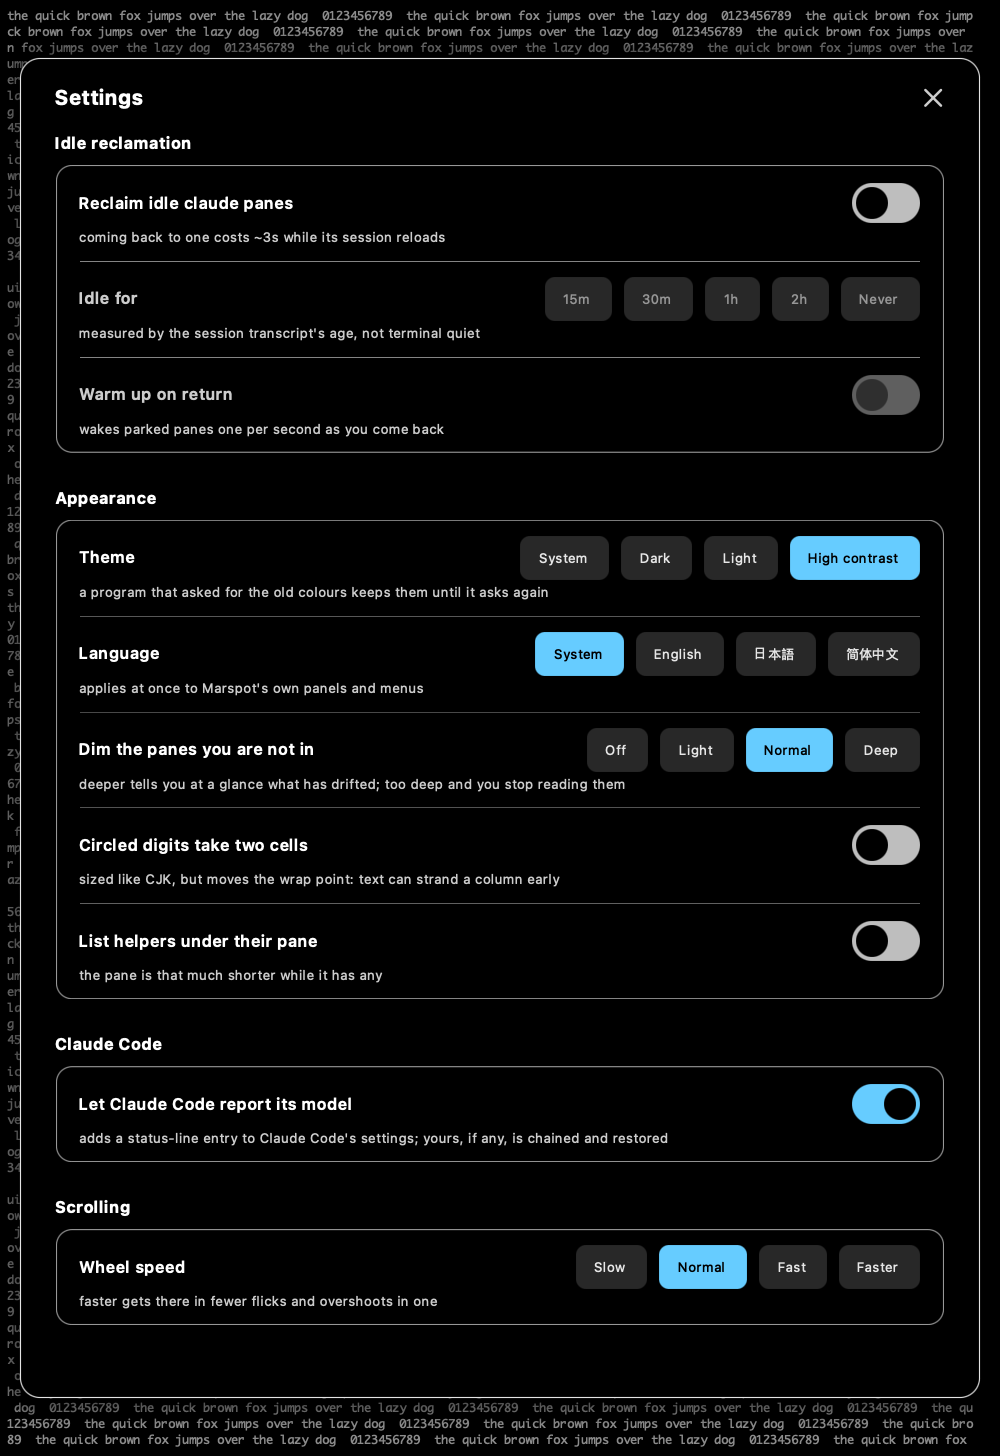 the quick brown fox jumps over the lazy dog  0123456789  the quick brown fox jumps over the lazy dog  0123456789  the quick brown fox jump
ck brown fox jumps over the lazy dog  0123456789  the quick brown fox jumps over the lazy dog  0123456789  the quick brown fox jumps over
n fox jumps over the lazy dog  0123456789  the quick brown fox jumps over the lazy dog  0123456789  the quick brown fox jumps over the laz
Settings
Idle reclamation
Reclaim idle claude panes
coming back to one costs ~3s while its session reloads
Idle for 15m 30m 1h 2h Never
measured by the session transcript's age, not terminal quiet
Warm up on return
wakes parked panes one per second as you come back
Appearance
Theme System Dark Light High contrast
a program that asked for the old colours keeps them until it asks again
Language System English 日本語 简体中文
applies at once to Marspot's own panels and menus
Dim the panes you are not in Off Light Normal Deep
deeper tells you at a glance what has drifted; too deep and you stop reading them
Circled digits take two cells
sized like CJK, but moves the wrap point: text can strand a column early
List helpers under their pane
the pane is that much shorter while it has any
Claude Code
Let Claude Code report its model
adds a status-line entry to Claude Code's settings; yours, if any, is chained and restored
Scrolling
Wheel speed Slow Normal Fast Faster
faster gets there in fewer flicks and overshoots in one
dog  0123456789  the quick brown fox jumps over the lazy dog  0123456789  the quick brown fox jumps over the lazy dog  0123456789  the qu
123456789  the quick brown fox jumps over the lazy dog  0123456789  the quick brown fox jumps over the lazy dog  0123456789  the quick bro
89  the quick brown fox jumps over the lazy dog  0123456789  the quick brown fox jumps over the lazy dog  0123456789  the quick brown fox